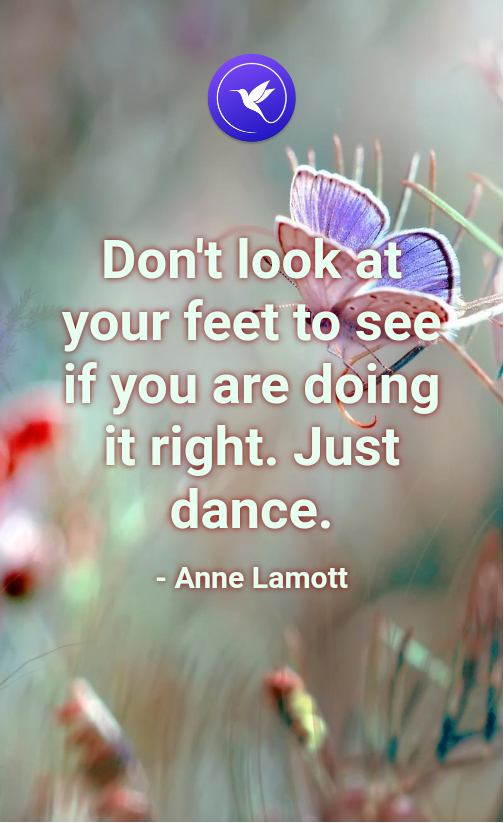 Don't look at
your feet to see
if you are doing
it right. Just
dance.
- Anne Lamott